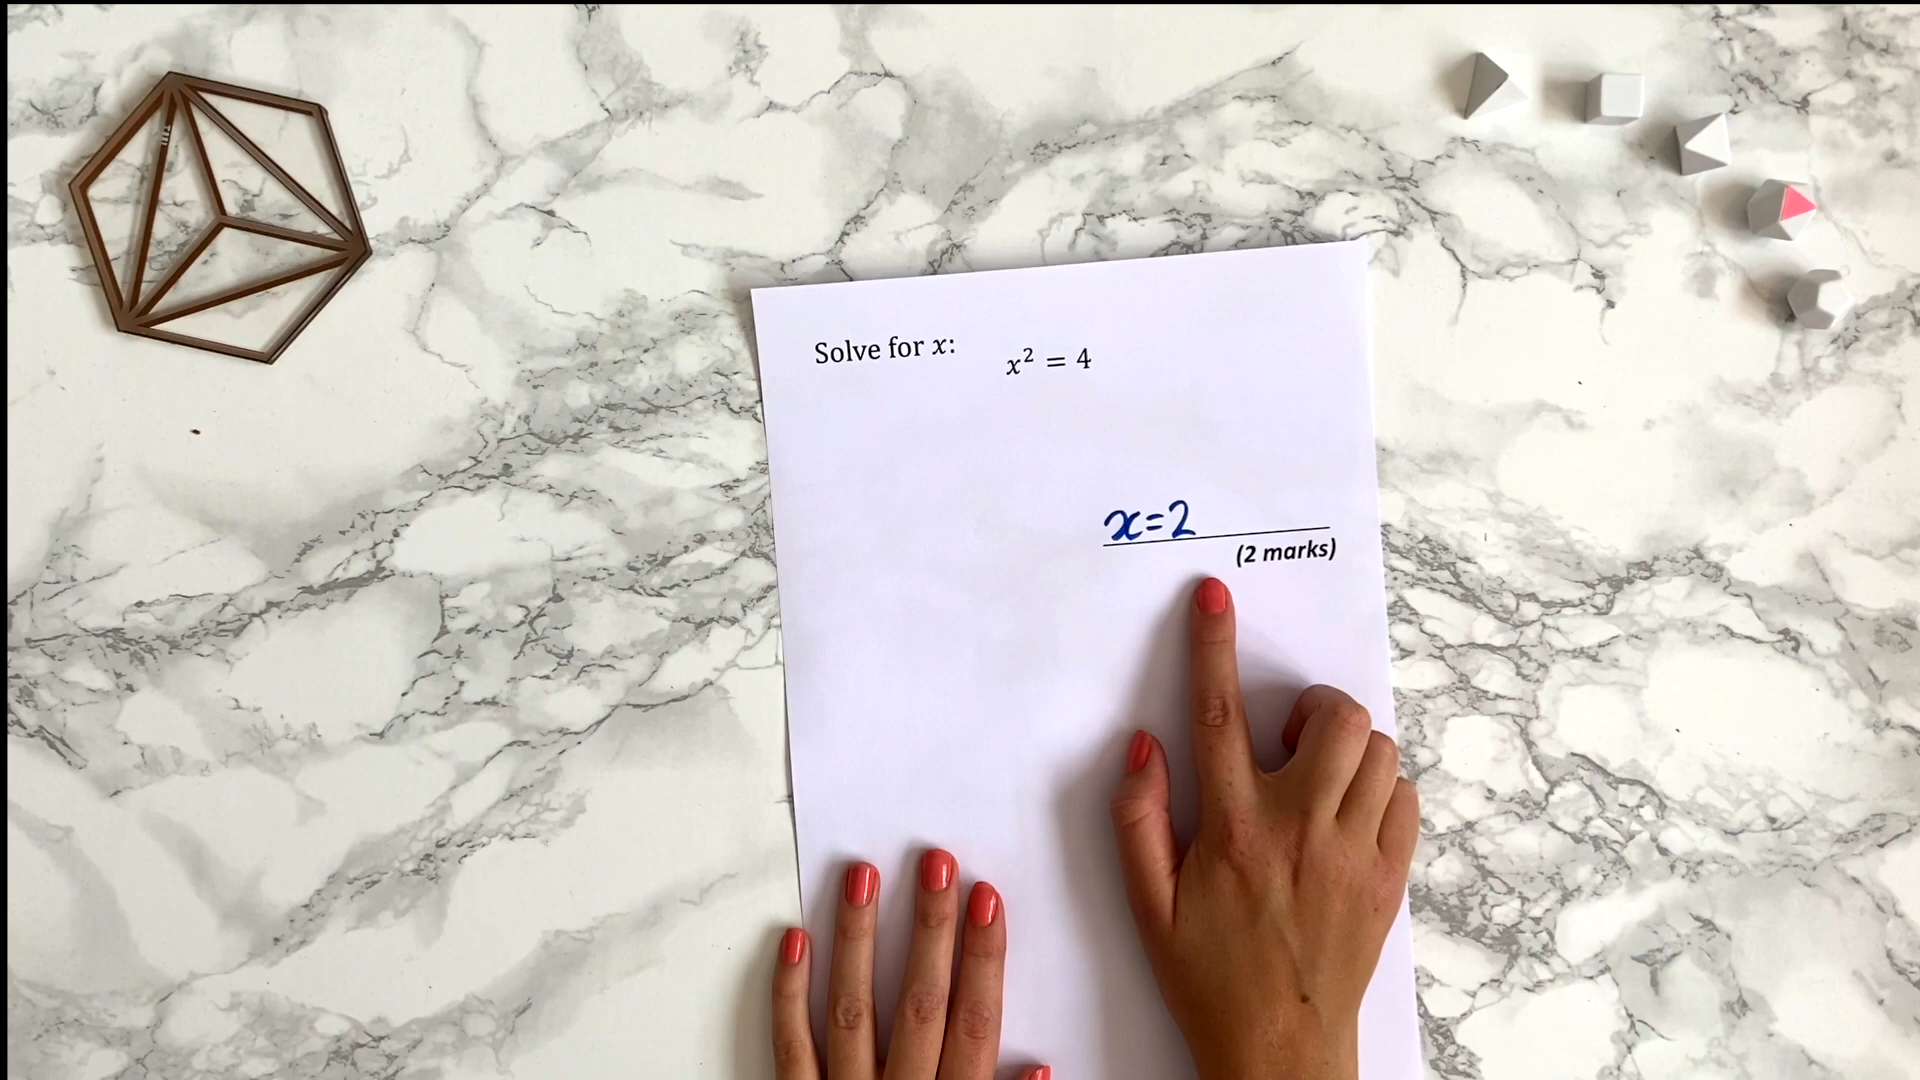 Solve for x: x² = 4
x=2
(2 marks)